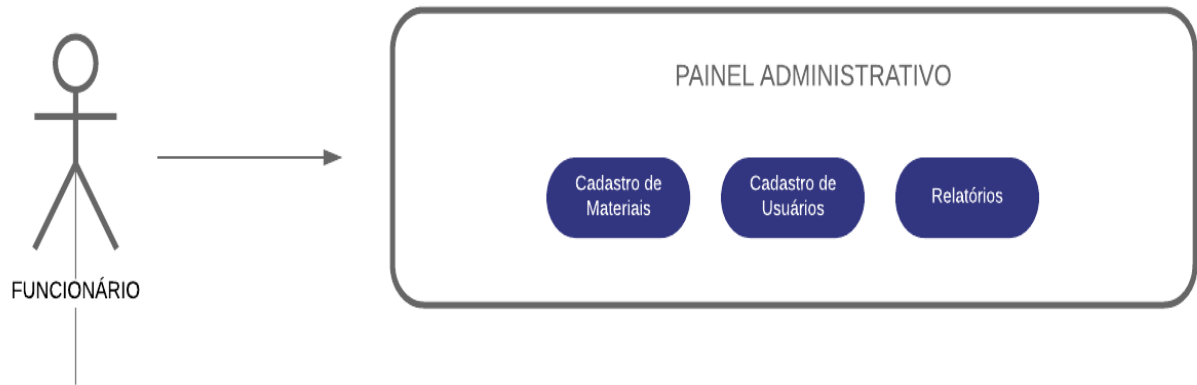 PAINEL ADMINISTRATIVO
Cadastro de
Materiais
Cadastro de
Usuários
Relatórios
FUNCIONÁRIO